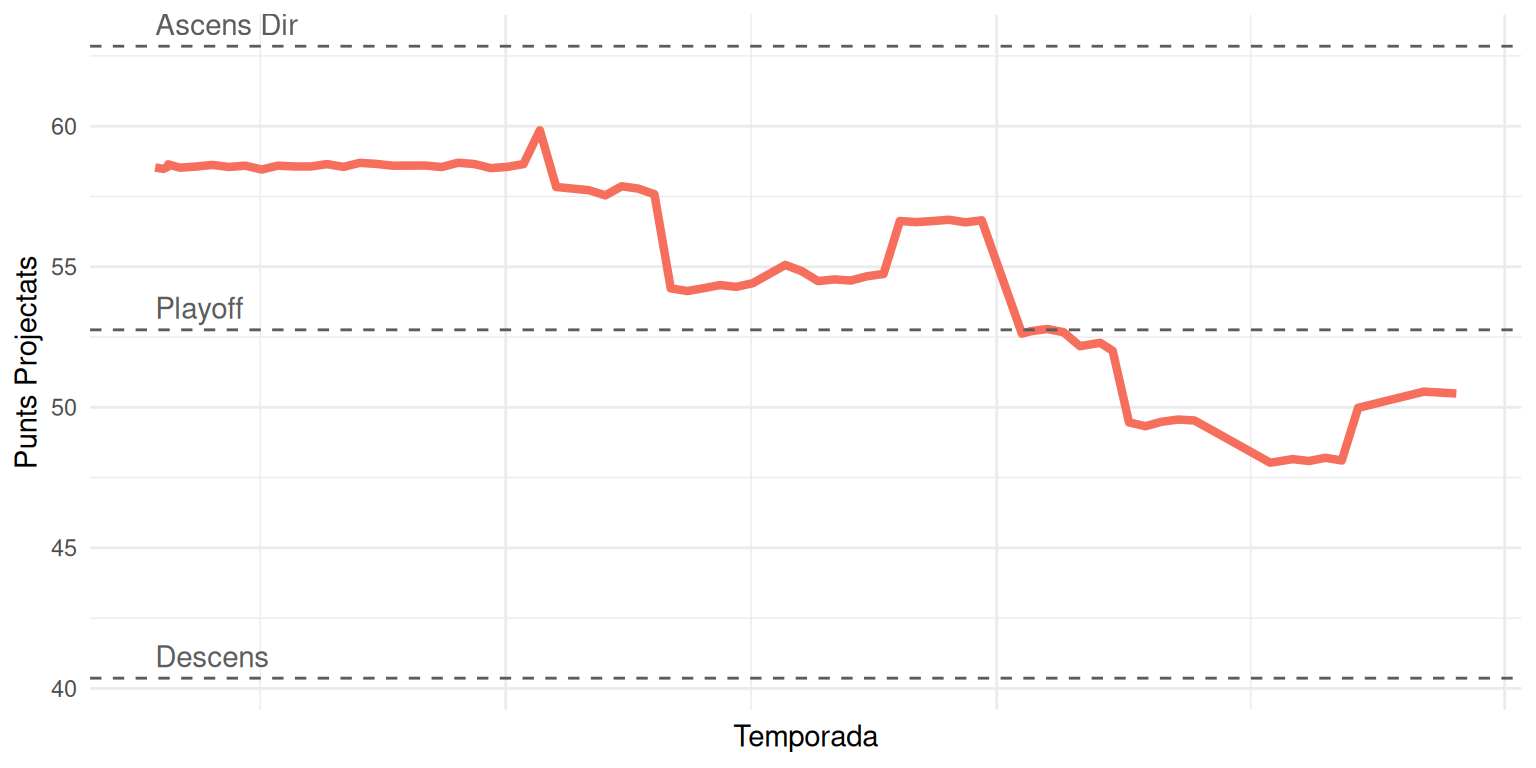 Ascens Dir
60
55
Playoff
50
45
Descens
40
Punts Projectats
Temporada